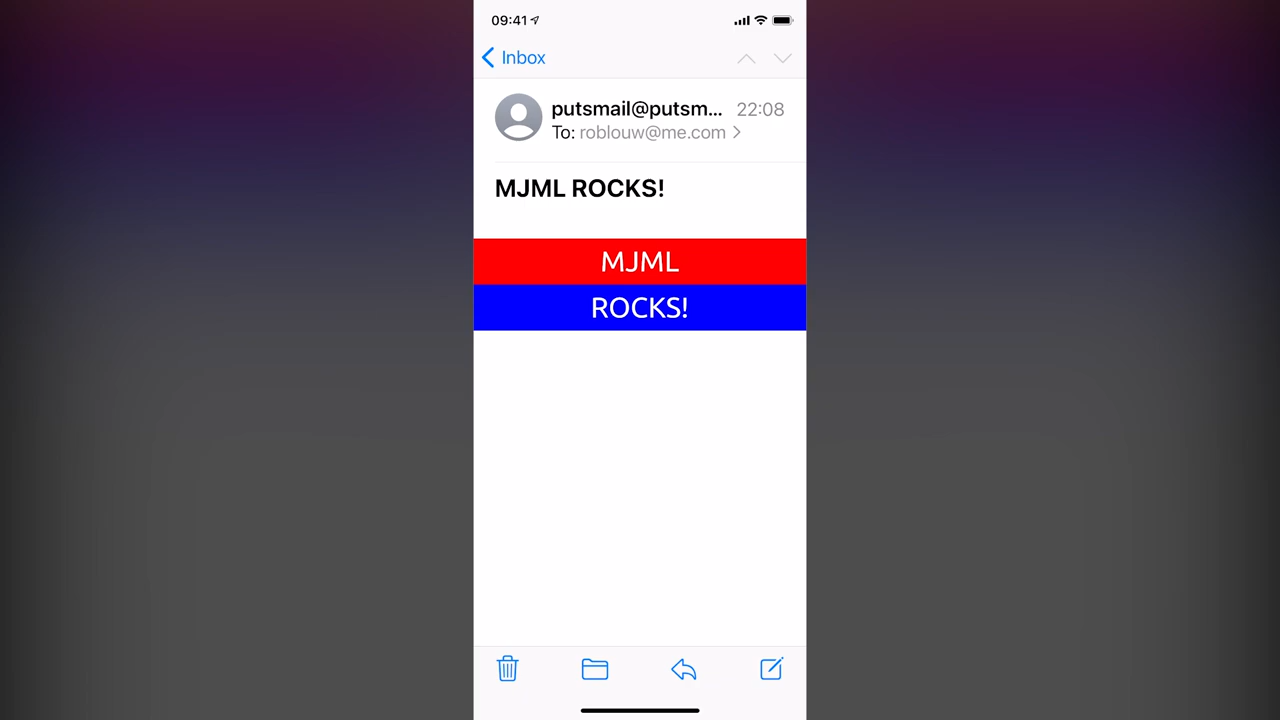 09:41
Inbox
putsmail@putsm... 22:08
To: roblouw@me.com
MJML ROCKS!
MJML
ROCKS!